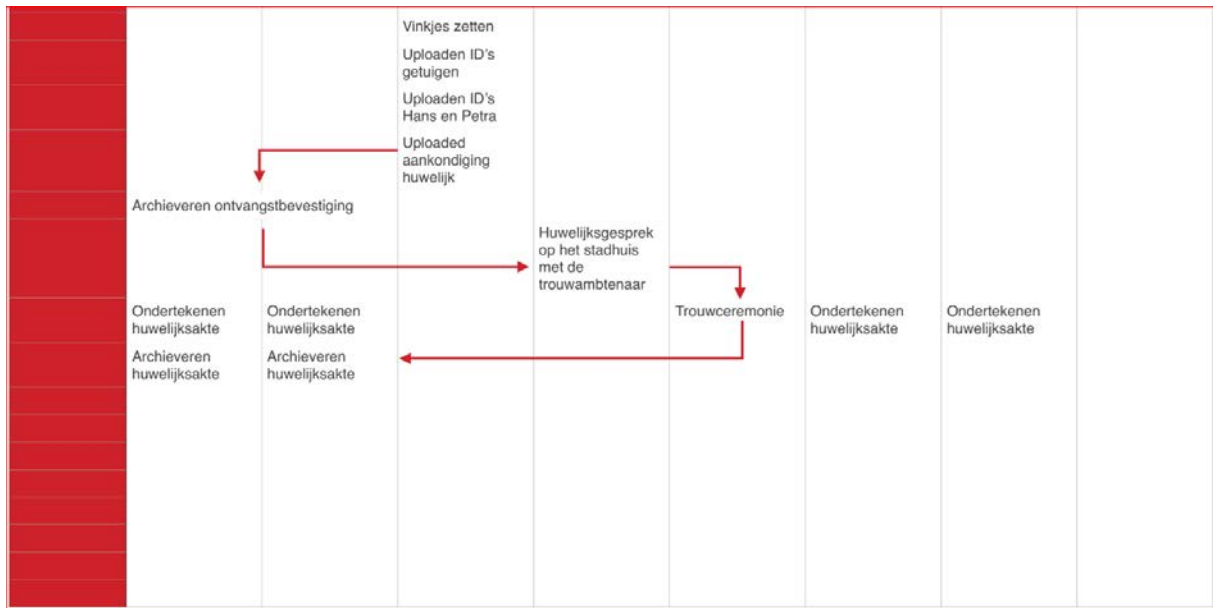 Vinkjes zetten
Uploaden ID's
getuigen
Uploaden ID's
Hans en Petra
Uploaded
aankondiging
huwelijk
Archieveren ontvangstbevestiging
Huwelijksgesprek
op het stadhuis
met de
trouwambtenaar
Ondertekenen
huwelijksakte
Ondertekenen
huwelijksakte
Trouwceremonie
Ondertekenen
huwelijksakte
Ondertekenen
huwelijksakte
Archieveren
huwelijksakte
Archieveren
huwelijksakte